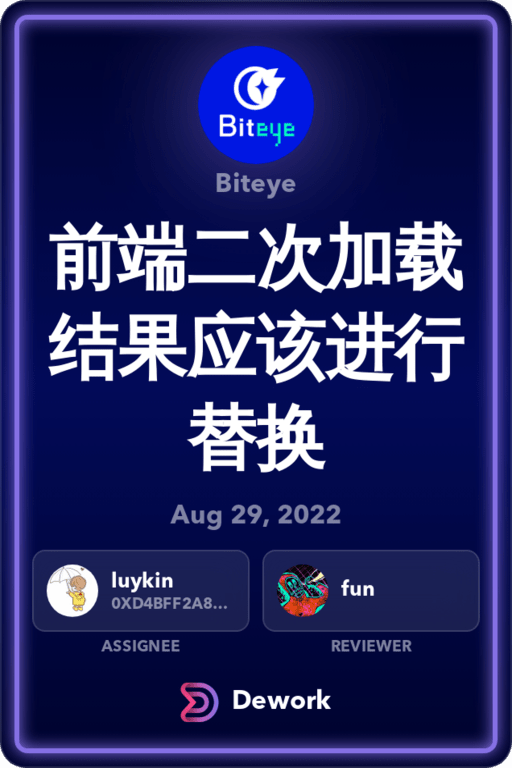 Biteye
Biteye
前端二次加载
结果应该进行
替换
Aug 29, 2022
luykin
0XD4BFF2A8...
fun
ASSIGNEE
REVIEWER
Dework